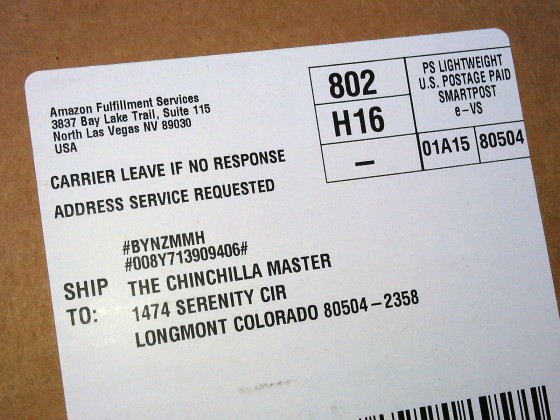 Amazon Fulfillment Services
3837 Bay Lake Trail, Suite 115
North Las Vegas NV 89030
USA
802
H16
–
PS LIGHTWEIGHT
U.S. POSTAGE PAID
SMARTPOST
e-VS
01A15
80504
CARRIER LEAVE IF NO RESPONSE
ADDRESS SERVICE REQUESTED
#BYNZMMH
#008Y713909406#
SHIP TO: THE CHINCHILLA MASTER
1474 SERENITY CIR
LONGMONT COLORADO 80504-2358